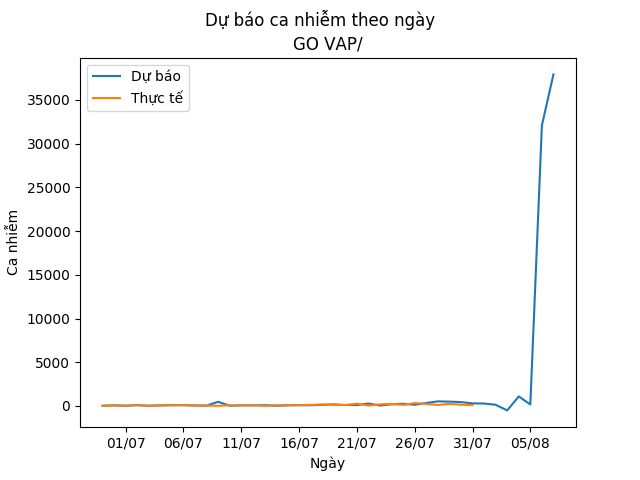 Dự báo ca nhiễm theo ngày
GO VAP/
Dự báo
Thực tế
Ca nhiễm
35000
30000
25000
20000
15000
10000
5000
0
01/07
06/07
11/07
16/07
21/07
26/07
31/07
05/08
Ngày